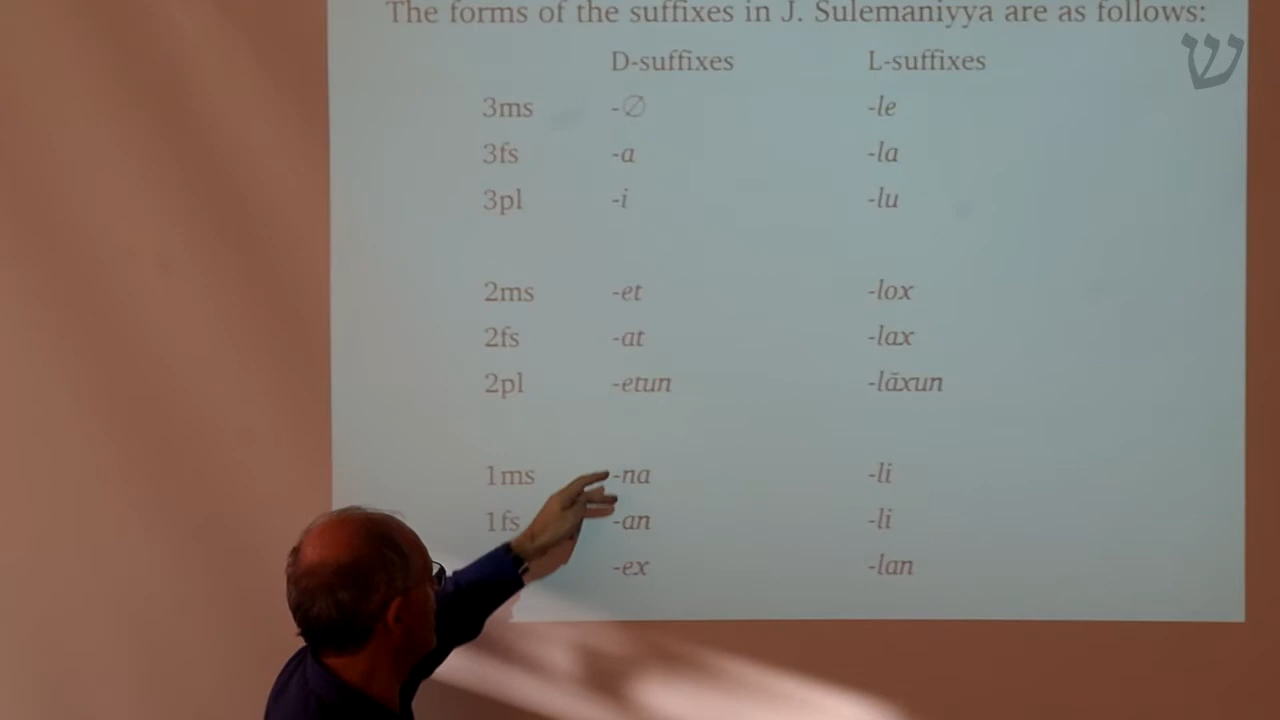 The forms of the suffixes in J. Sulemaniyya are as follows:
D-suffixes L-suffixes
ש
3ms -∅ -le
3fs -a -la
3pl -i -lu
2ms -et -lox
2fs -at -lax
2pl -etun -lăxun
1ms -na -li
1fs -an -li
-ex -lan